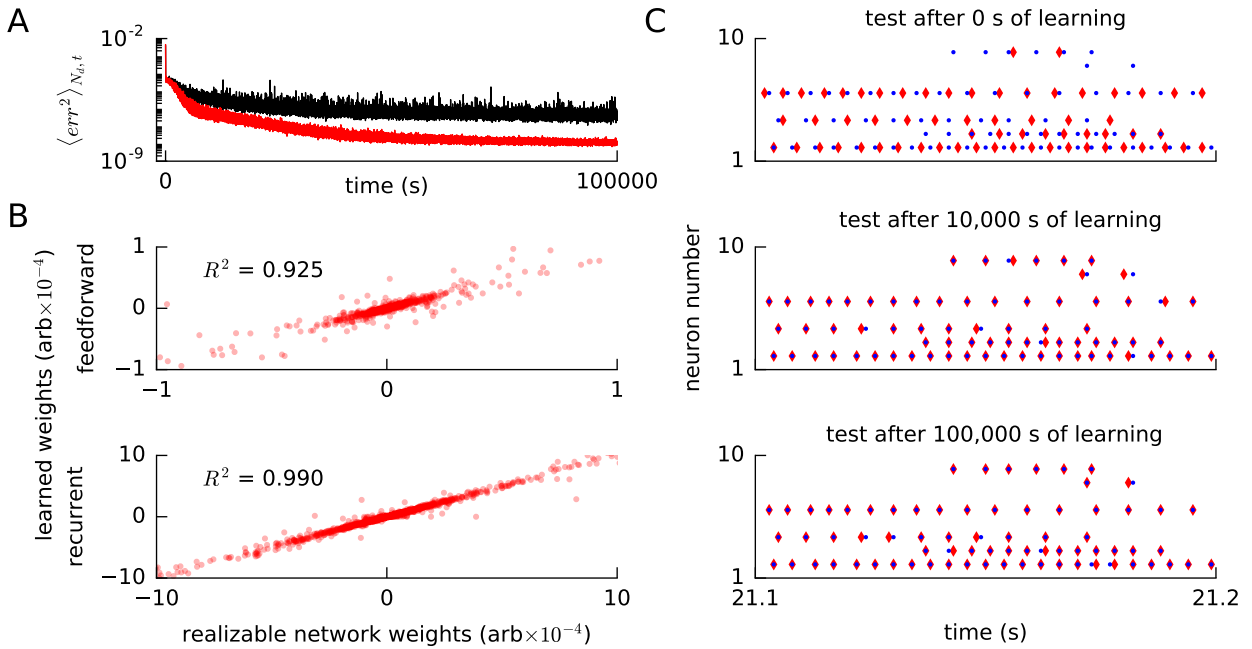 A
10⁻²
⟨err²⟩_{N_d,t}
10⁻⁹
0
time (s)
100000
B
learned weights (arb×10⁻⁴)
feedforward
1
0
−1
R² = 0.925
−1
0
1
recurrent
10
0
−10
R² = 0.990
−10
0
10
realizable network weights (arb×10⁻⁴)
C
test after 0 s of learning
10
1
neuron number
test after 10,000 s of learning
10
1
test after 100,000 s of learning
10
1
21.1
21.2
time (s)